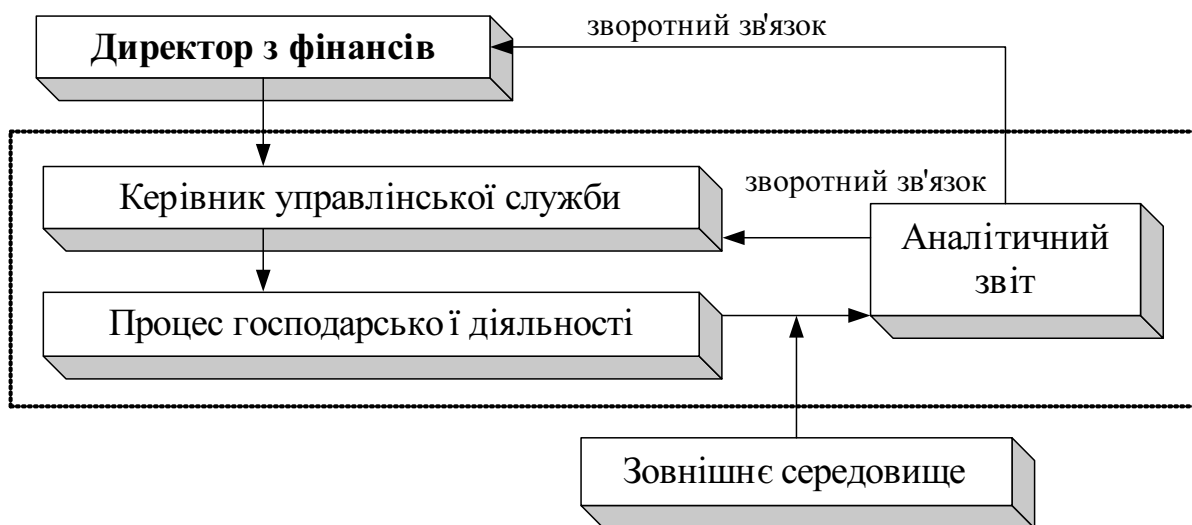 зворотний зв'язок
Директор з фінансів
Керівник управлінської служби
зворотний зв'язок
Аналітичний
звіт
Процес господарської діяльності
Зовнішнє середовище